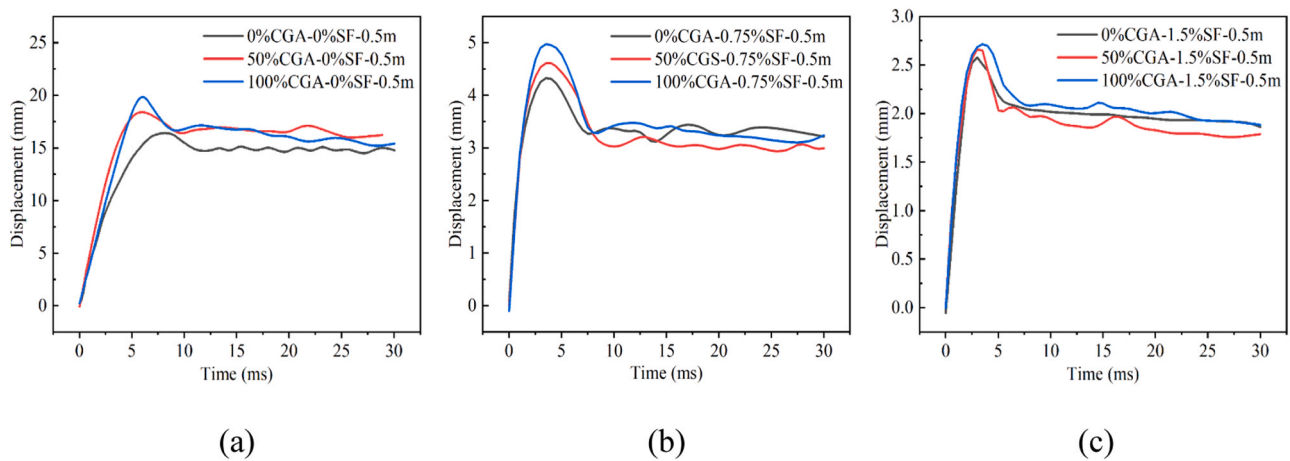 25
20
15
10
5
0
Displacement (mm)
0%CGA-0%SF-0.5m
50%CGA-0%SF-0.5m
100%CGA-0%SF-0.5m
0 5 10 15 20 25 30
Time (ms)
(a)
5
4
3
2
1
0
Displacement (mm)
0%CGA-0.75%SF-0.5m
50%CGS-0.75%SF-0.5m
100%CGA-0.75%SF-0.5m
0 5 10 15 20 25 30
Time (ms)
(b)
3.0
2.5
2.0
1.5
1.0
0.5
0.0
Displacement (mm)
0%CGA-1.5%SF-0.5m
50%CGA-1.5%SF-0.5m
100%CGA-1.5%SF-0.5m
0 5 10 15 20 25 30
Time (ms)
(c)